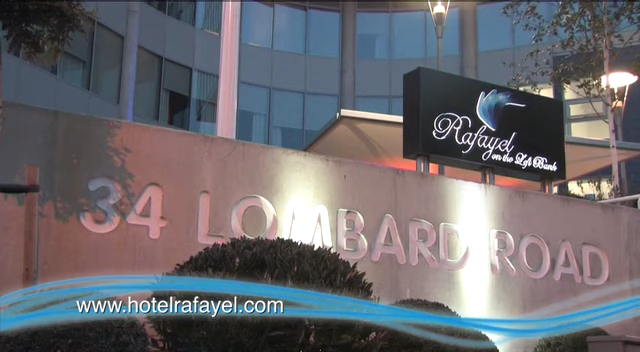 Rafayel
on the Left Bank
34 LOMBARD ROAD
www.hotelrafayel.com